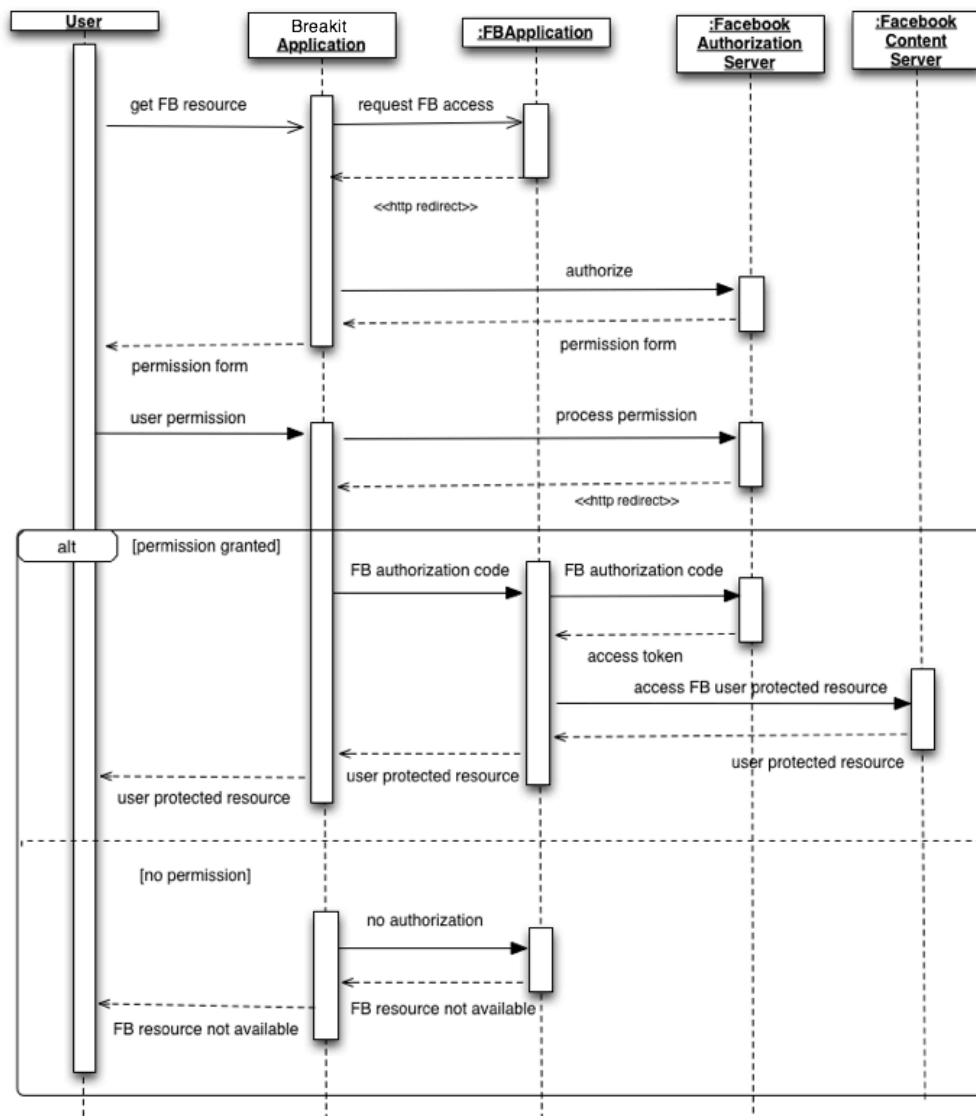 User
Breakit
Application
:FBApplication
:Facebook
Authorization
Server
:Facebook
Content
Server
get FB resource
request FB access
<<http redirect>>
authorize
permission form
permission form
user permission
process permission
<<http redirect>>
alt
[permission granted]
FB authorization code
FB authorization code
access token
access FB user protected resource
user protected resource
user protected resource
user protected resource
[no permission]
no authorization
FB resource not available
FB resource not available